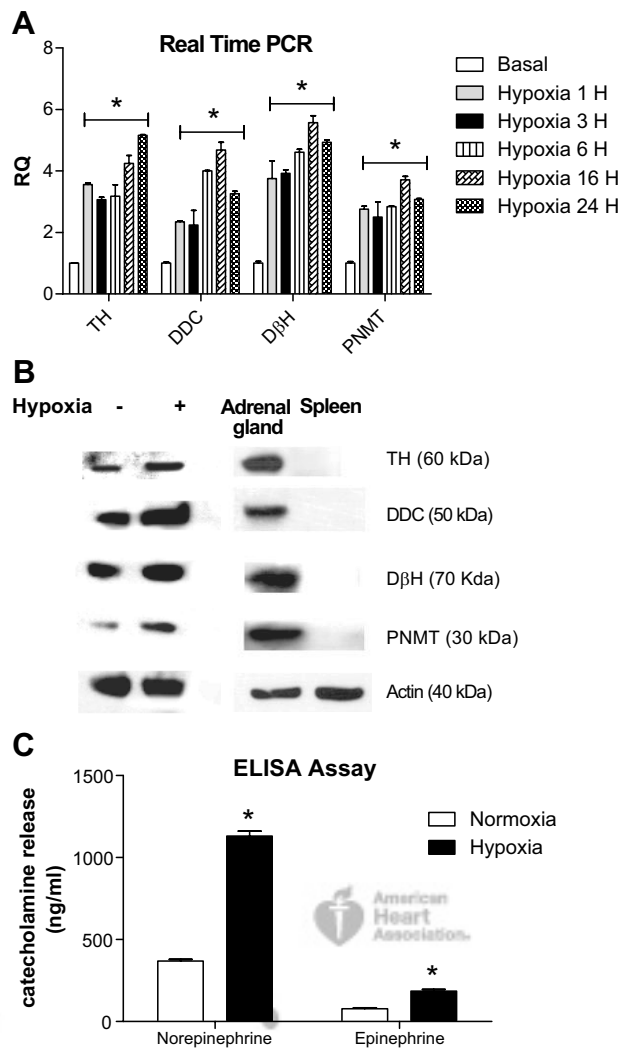 A
Real Time PCR
RQ
8
6
4
2
0
* * * *
TH DDC DβH PNMT
Basal
Hypoxia 1 H
Hypoxia 3 H
Hypoxia 6 H
Hypoxia 16 H
Hypoxia 24 H
B
Hypoxia - + Adrenal gland Spleen
TH (60 kDa)
DDC (50 kDa)
DβH (70 Kda)
PNMT (30 kDa)
Actin (40 kDa)
C
ELISA Assay
catecholamine release
(ng/ml)
1500
1000
500
0
* *
Normoxia
Hypoxia
American
Heart
Association®
Norepinephrine Epinephrine